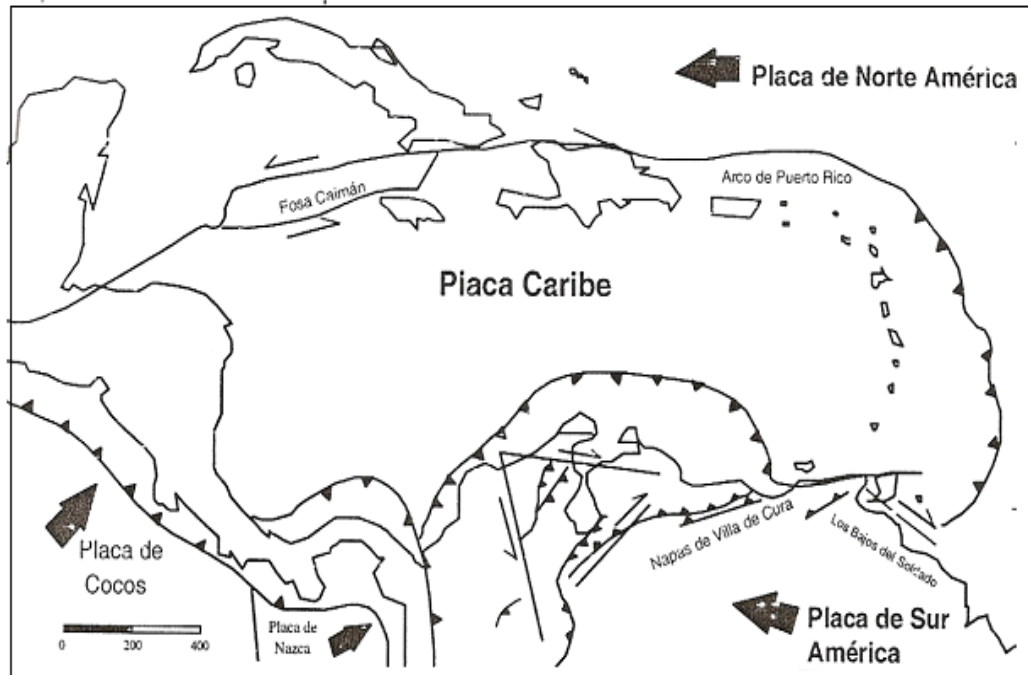 Placa de Norte América
Arco de Puerto Rico
Fosa Caimán
Piaca Caribe
Napas de Villa de Cura
Los Bajos del Soldado
Placa de
Cocos
Placa de
Nazca
Placa de Sur
América
0 200 400